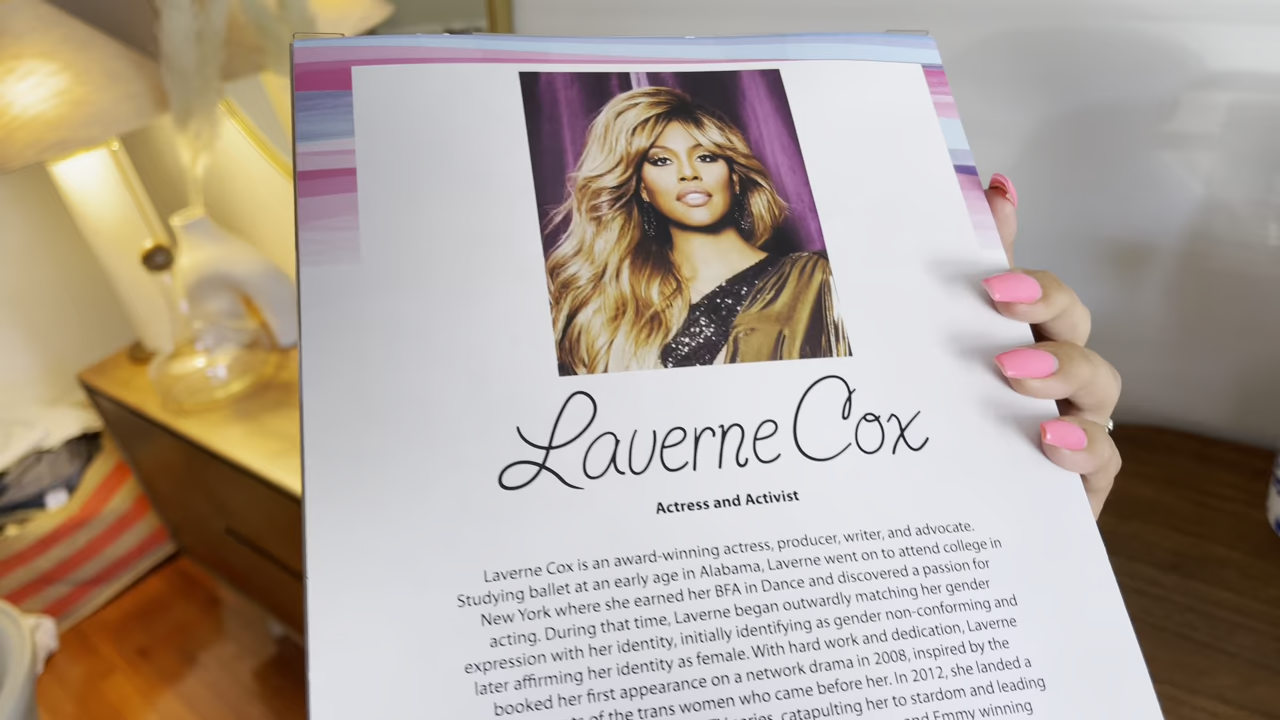 Laverne Cox
Actress and Activist
Laverne Cox is an award-winning actress, producer, writer, and advocate.
Studying ballet at an early age in Alabama, Laverne went on to attend college in
New York where she earned her BFA in Dance and discovered a passion for
acting. During that time, Laverne began outwardly matching her gender
expression with her identity, initially identifying as gender non-conforming and
later affirming her identity as female. With hard work and dedication, Laverne
booked her first appearance on a network drama in 2008, inspired by the
of the trans women who came before her. In 2012, she landed a
series, catapulting her to stardom and leading
and Emmy winning